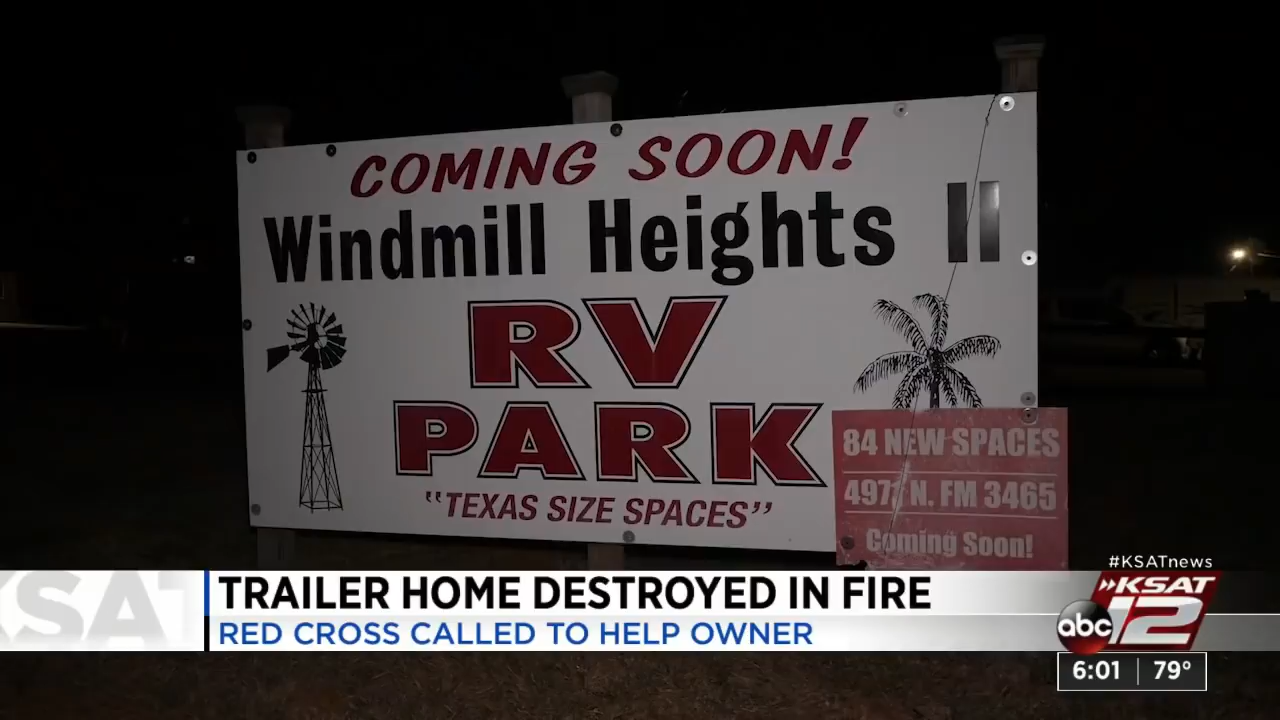 COMING SOON!
Windmill Heights II
RV
PARK
"TEXAS SIZE SPACES"
84 NEW SPACES
N. FM 3465
Coming Soon!
#KSATnews
KSAT
TRAILER HOME DESTROYED IN FIRE
RED CROSS CALLED TO HELP OWNER
KSAT
abc 12
6:01 79°